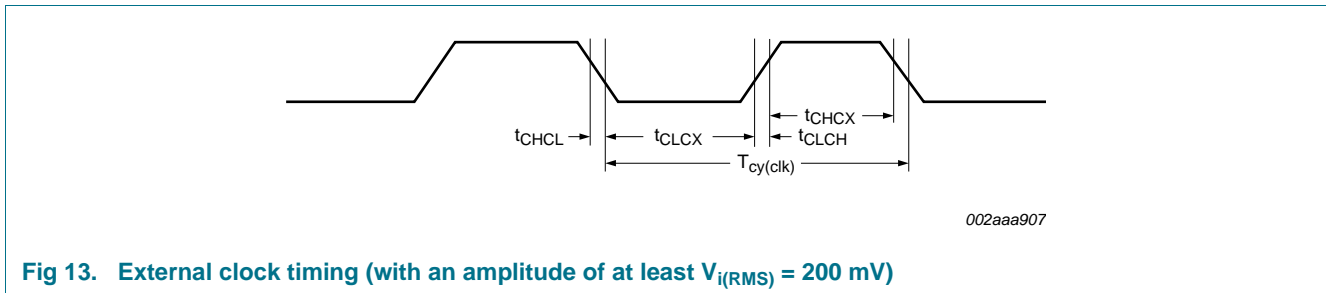 tCHCX
tCHCL tCLCX tCLCH
Tcy(clk)
002aaa907
Fig 13. External clock timing (with an amplitude of at least Vi(RMS) = 200 mV)